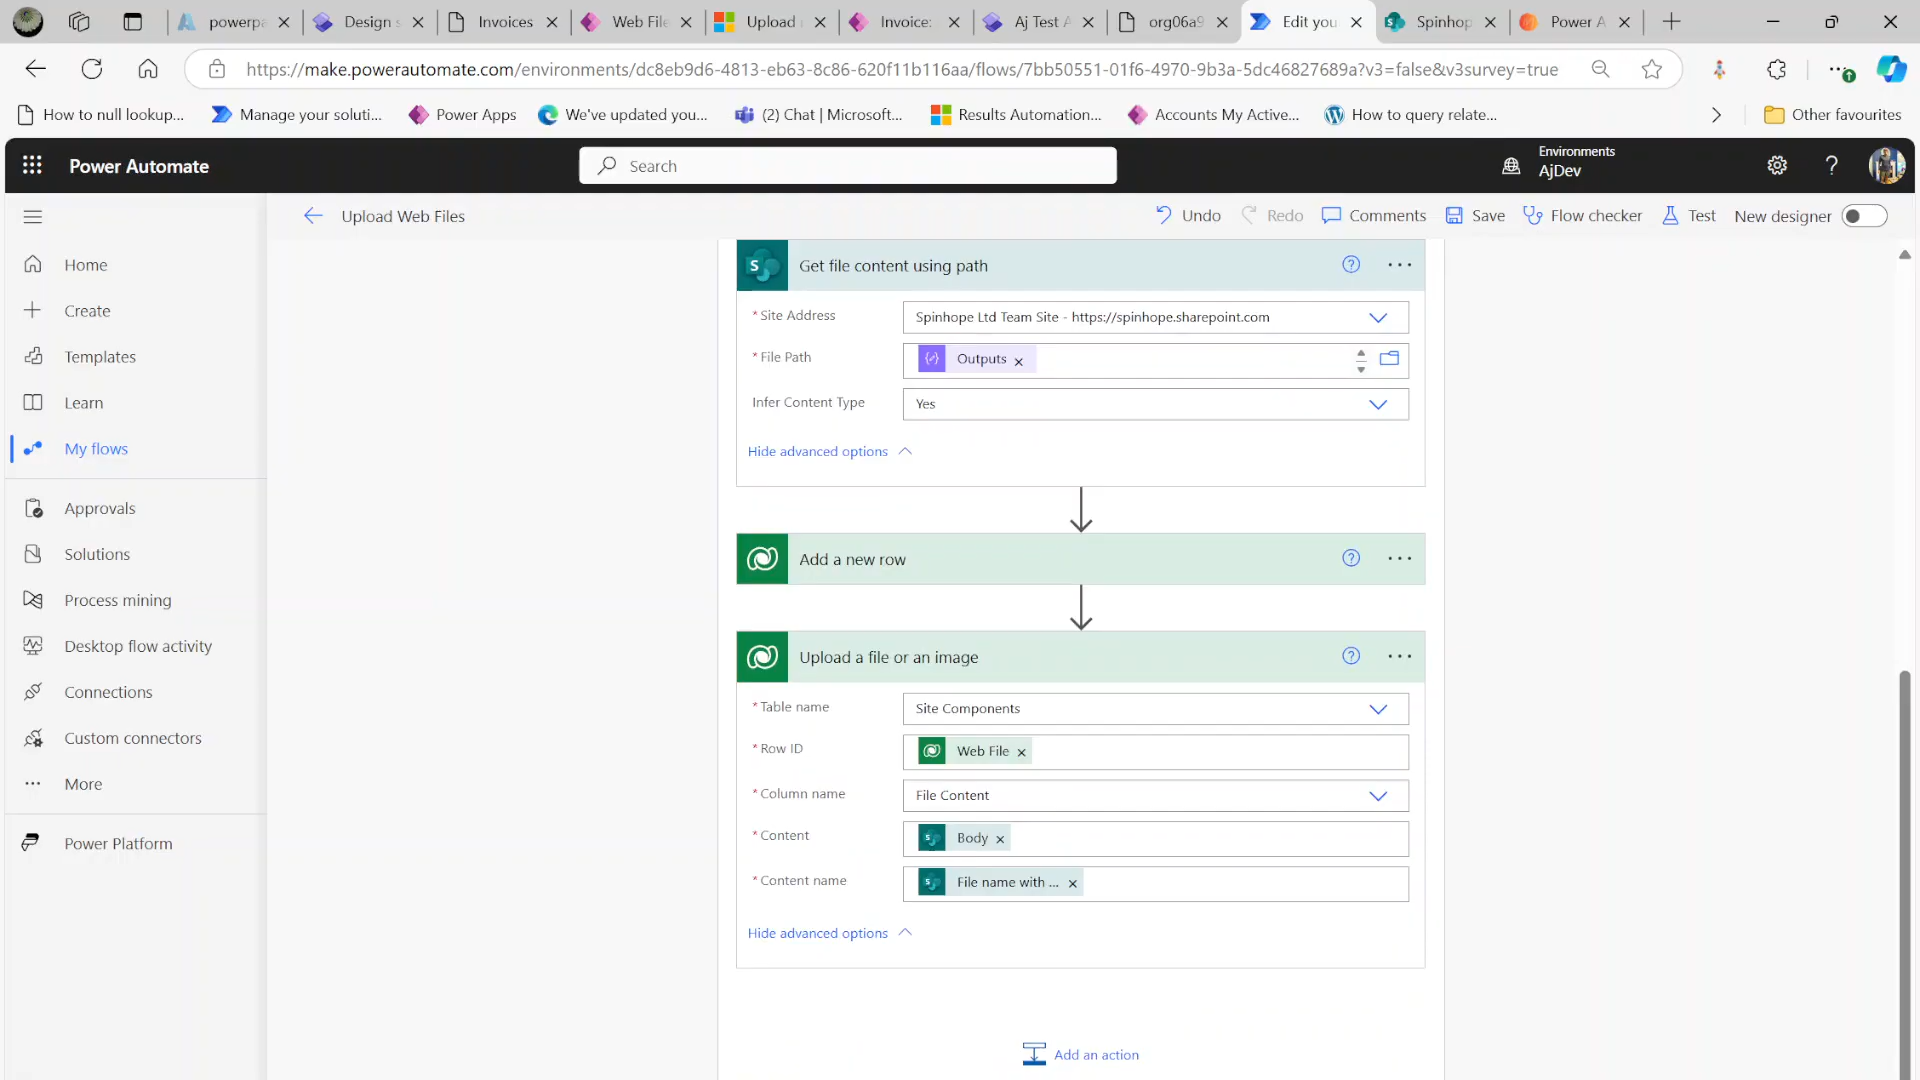 powerpa
Design s
Invoices
Web File
Upload
Invoice:
Aj Test A
org06a9
Edit you
Spinhop
Power A
https://make.powerautomate.com/environments/dc8eb9d6-4813-eb63-8c86-620f11b116aa/flows/7bb50551-01f6-4970-9b3a-5dc46827689a?v3=false&v3survey=true
How to null lookup...
Manage your soluti...
Power Apps
We've updated you...
(2) Chat | Microsoft...
Results Automation...
Accounts My Active...
How to query relate...
Other favourites
Power Automate
Search
Environments
AjDev
Upload Web Files
Undo
Redo
Comments
Save
Flow checker
Test
New designer
Home
Create
Templates
Learn
My flows
Approvals
Solutions
Process mining
Desktop flow activity
Connections
Custom connectors
More
Power Platform
Get file content using path
* Site Address
Spinhope Ltd Team Site - https://spinhope.sharepoint.com
* File Path
Outputs
Infer Content Type
Yes
Hide advanced options
Add a new row
Upload a file or an image
* Table name
Site Components
* Row ID
Web File
* Column name
File Content
* Content
Body
* Content name
File name with ...
Hide advanced options
Add an action